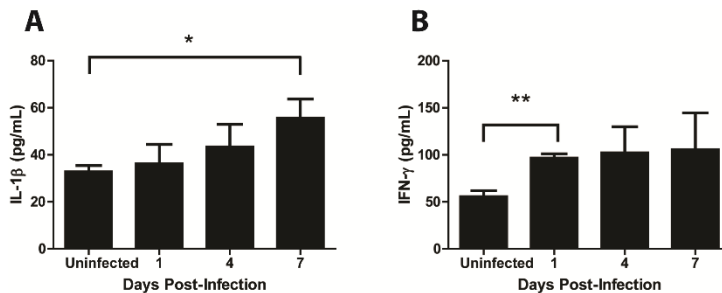 A
*
IL-1β (pg/mL)
80
60
40
20
0
Uninfected 1 4 7
Days Post-Infection
B
**
IFN-γ (pg/mL)
200
150
100
50
0
Uninfected 1 4 7
Days Post-Infection